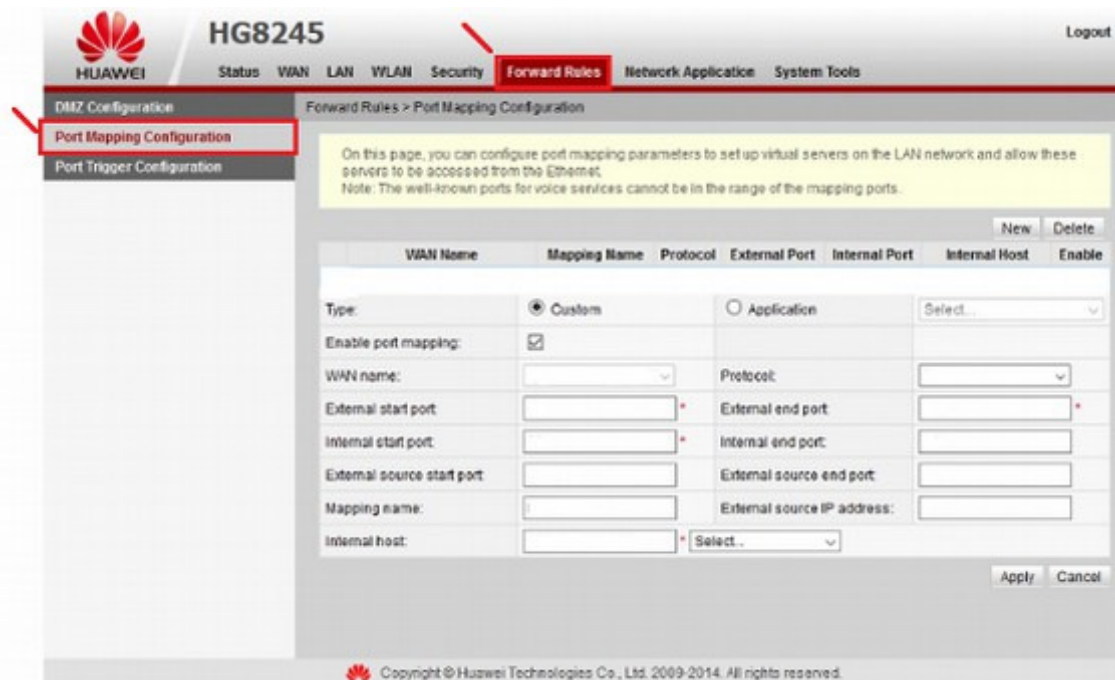 HG8245
Logout
HUAWEI
Status WAN LAN WLAN Security Forward Rules Network Application System Tools
DMZ Configuration
Port Mapping Configuration
Port Trigger Configuration
Forward Rules > Port Mapping Configuration
On this page, you can configure port mapping parameters to set up virtual servers on the LAN network and allow these
servers to be accessed from the Ethernet.
Note: The well-known ports for voice services cannot be in the range of the mapping ports.
New Delete
WAN Name Mapping Name Protocol External Port Internal Port Internal Host Enable
Type: Custom Application Select...
Enable port mapping:
WAN name: Protocol:
External start port: * External end port: *
Internal start port: * Internal end port:
External source start port: External source end port:
Mapping name: External source IP address:
Internal host: * Select...
Apply Cancel
Copyright © Huawei Technologies Co., Ltd. 2009-2014. All rights reserved.